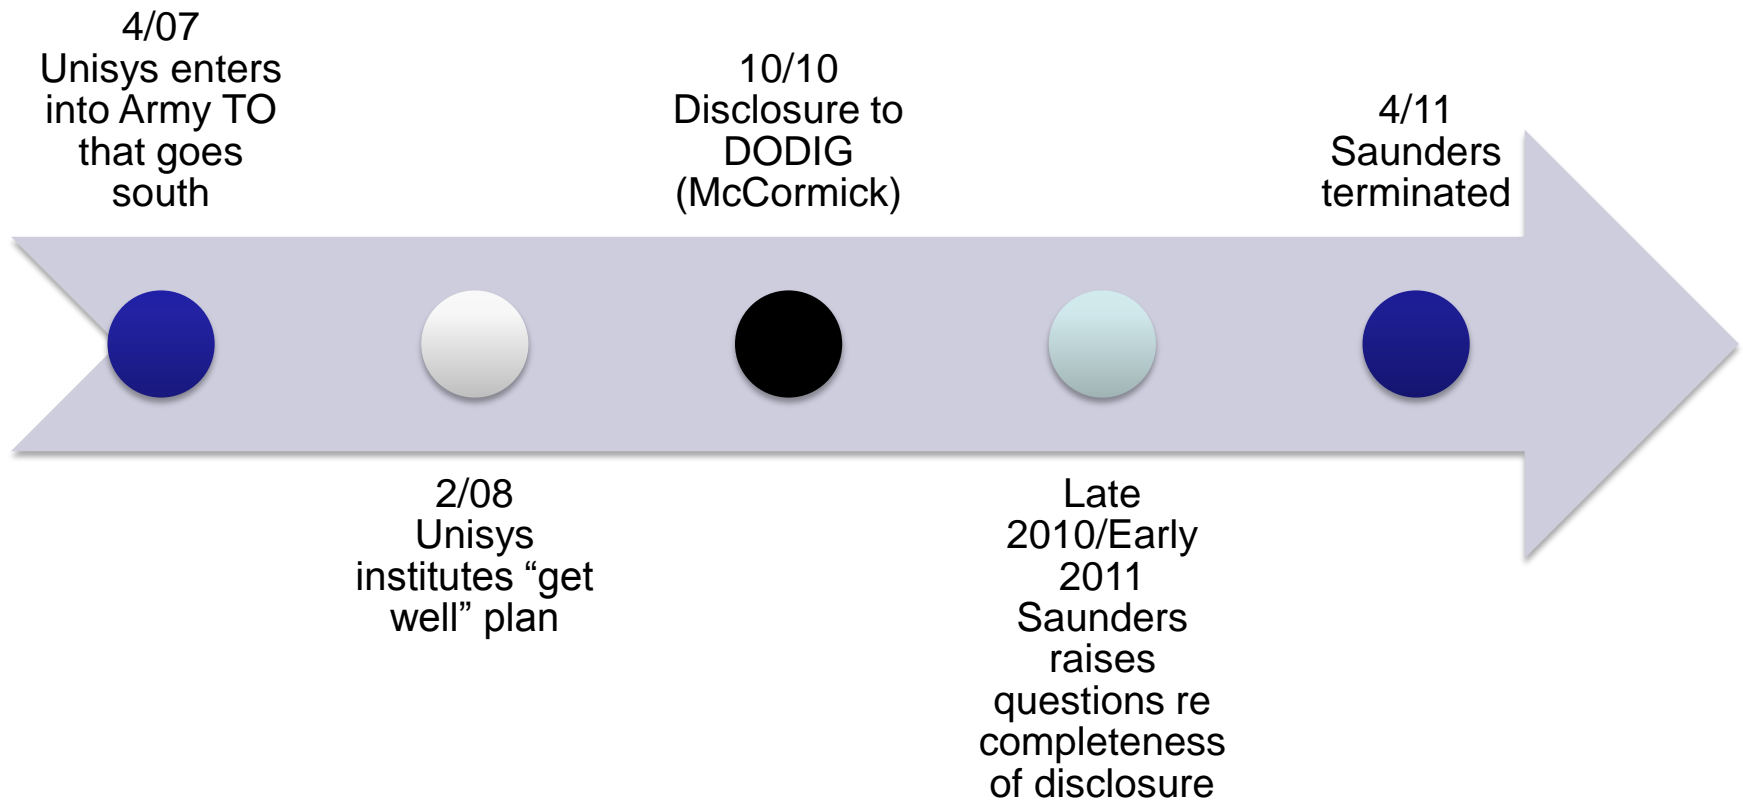 4/07
Unisys enters
into Army TO
that goes
south
2/08
Unisys
institutes “get
well” plan
10/10
Disclosure to
DODIG
(McCormick)
Late
2010/Early
2011
Saunders
raises
questions re
completeness
of disclosure
4/11
Saunders
terminated